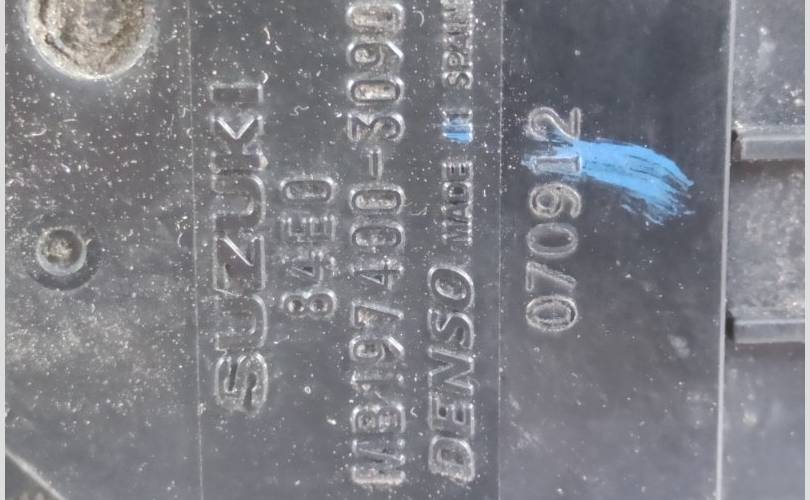 SUZUKI
84E0
MB197400-3090
DENSO MADE IN SPAIN
070912